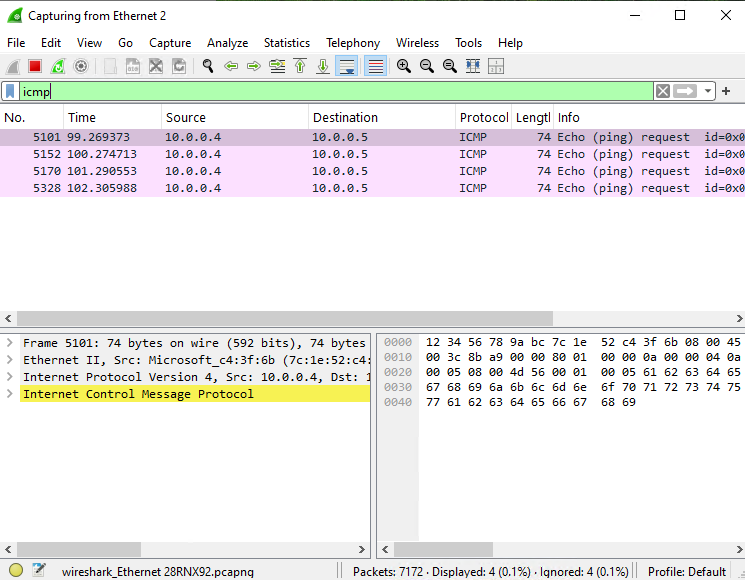 Capturing from Ethernet 2
File Edit View Go Capture Analyze Statistics Telephony Wireless Tools Help
icmp
No. Time Source Destination Protocol Lengtl Info
5101 99.269373 10.0.0.4 10.0.0.5 ICMP 74 Echo (ping) request id=0x0
5152 100.274713 10.0.0.4 10.0.0.5 ICMP 74 Echo (ping) request id=0x0
5170 101.290553 10.0.0.4 10.0.0.5 ICMP 74 Echo (ping) request id=0x0
5328 102.305988 10.0.0.4 10.0.0.5 ICMP 74 Echo (ping) request id=0x0
Frame 5101: 74 bytes on wire (592 bits), 74 bytes
Ethernet II, Src: Microsoft_c4:3f:6b (7c:1e:52:c4:
Internet Protocol Version 4, Src: 10.0.0.4, Dst: 1
Internet Control Message Protocol
0000 12 34 56 78 9a bc 7c 1e 52 c4 3f 6b 08 00 45
0010 00 3c 8b a9 00 00 80 01 00 00 0a 00 00 04 0a
0020 00 05 08 00 4d 56 00 01 00 05 61 62 63 64 65
0030 67 68 69 6a 6b 6c 6d 6e 6f 70 71 72 73 74 75
0040 77 61 62 63 64 65 66 67 68 69
wireshark_Ethernet 28RNX92.pcapng
Packets: 7172 · Displayed: 4 (0.1%) · Ignored: 4 (0.1%)
Profile: Default